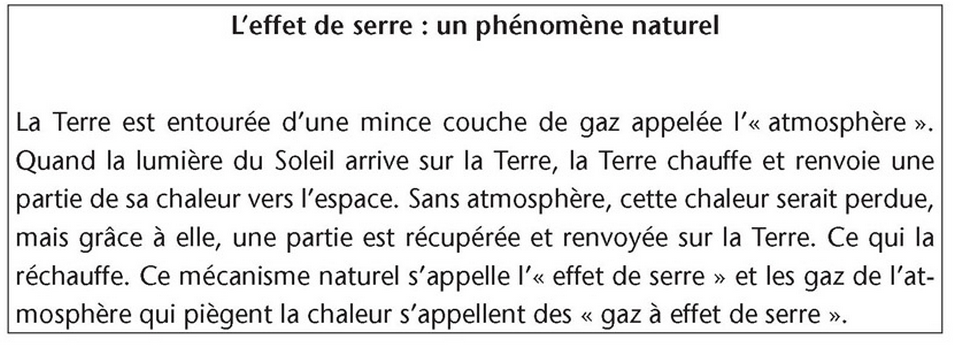 L’effet de serre : un phénomène naturel
La Terre est entourée d’une mince couche de gaz appelée l’« atmosphère ».
Quand la lumière du Soleil arrive sur la Terre, la Terre chauffe et renvoie une
partie de sa chaleur vers l’espace. Sans atmosphère, cette chaleur serait perdue,
mais grâce à elle, une partie est récupérée et renvoyée sur la Terre. Ce qui la
réchauffe. Ce mécanisme naturel s’appelle l’« effet de serre » et les gaz de l’at-
mosphère qui piègent la chaleur s’appellent des « gaz à effet de serre ».